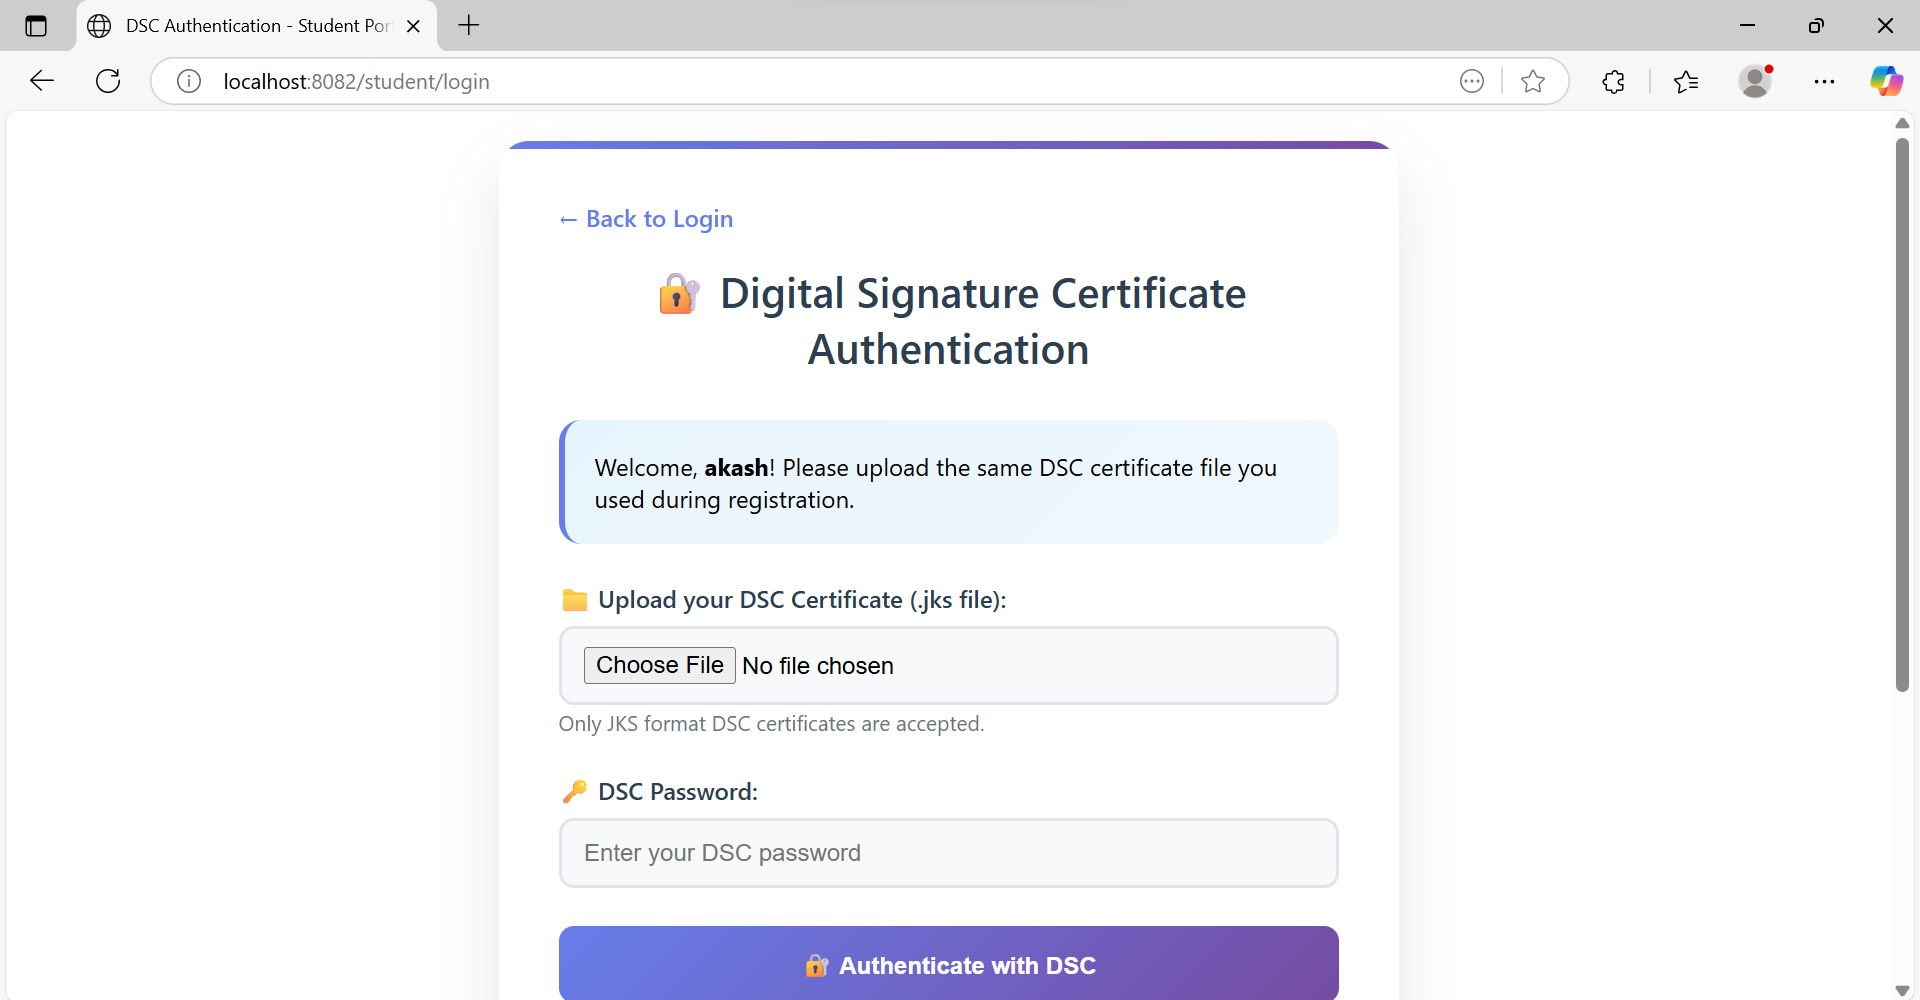 DSC Authentication - Student Por
localhost:8082/student/login
← Back to Login
Digital Signature Certificate
Authentication
Welcome, akash! Please upload the same DSC certificate file you
used during registration.
Upload your DSC Certificate (.jks file):
Choose File No file chosen
Only JKS format DSC certificates are accepted.
DSC Password:
Enter your DSC password
Authenticate with DSC